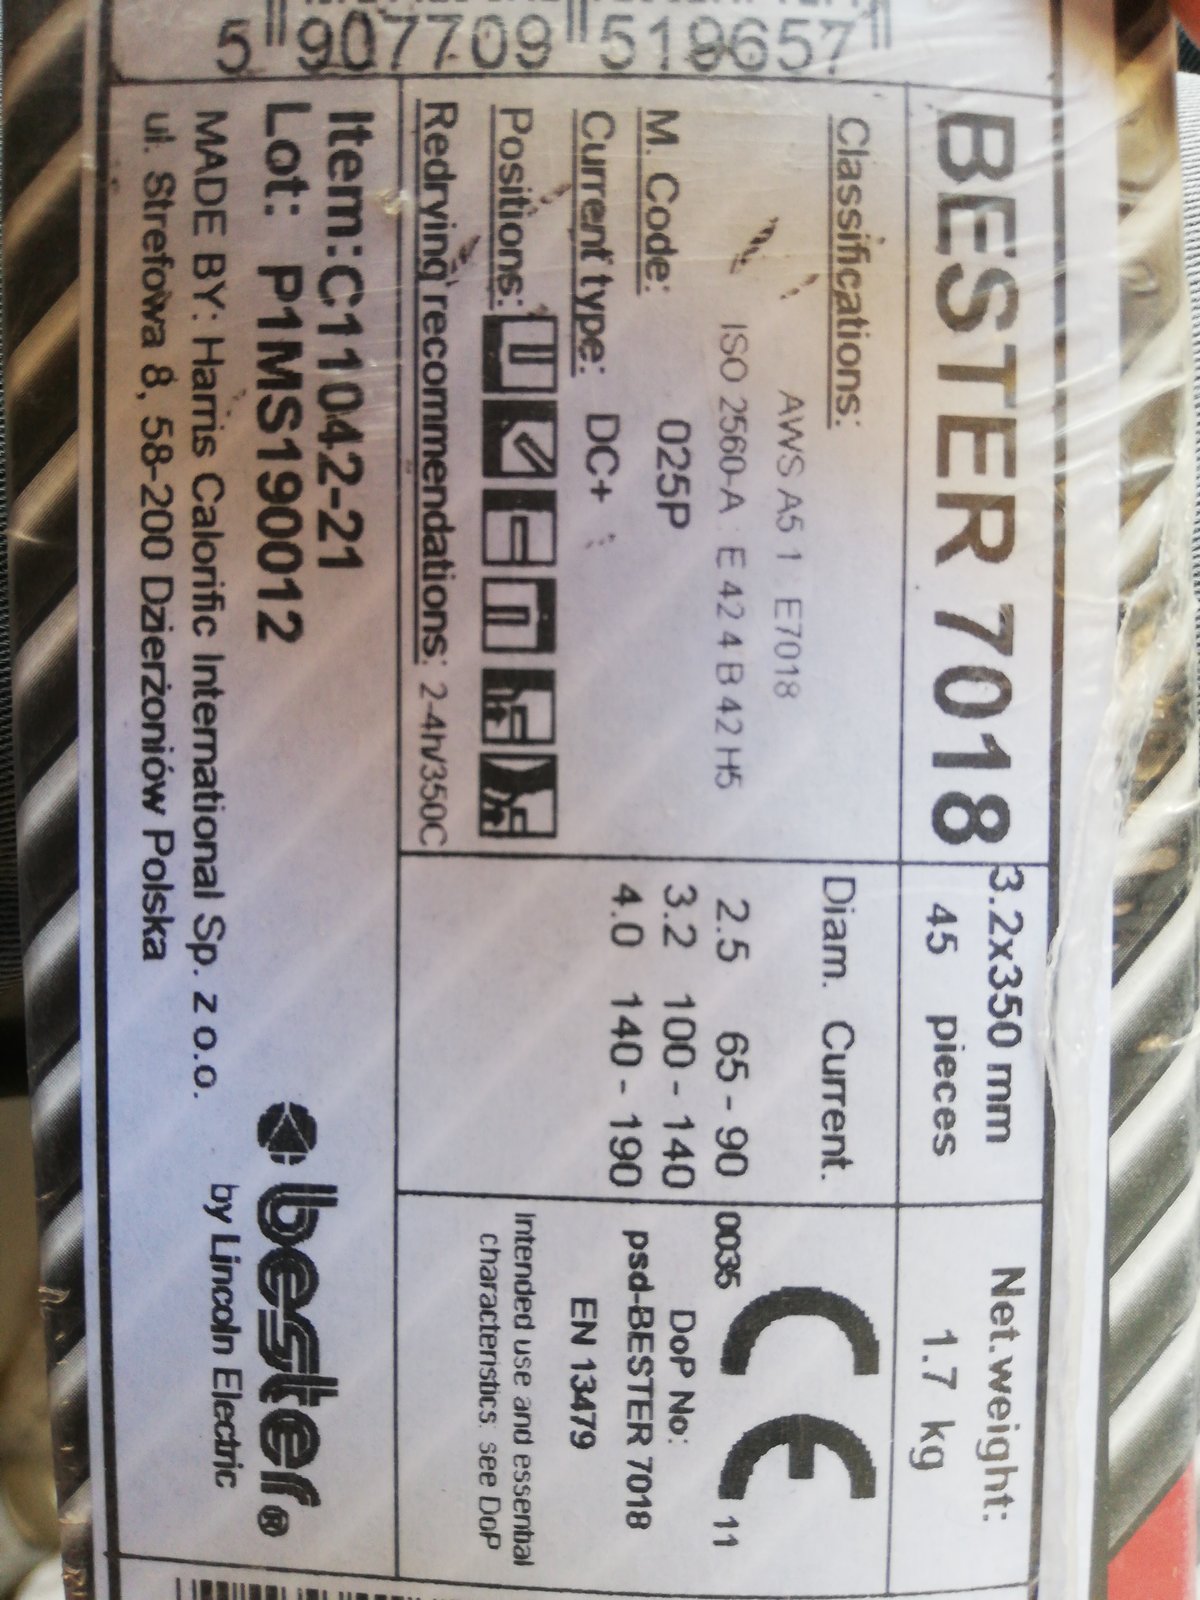 5 907709 519657
BESTER 7018
3.2x350 mm
45 pieces
Net.weight:
1.7 kg
Classifications:
AWS A5 1 E7018
ISO 2560-A : E 42 4 B 42 H5
M. Code: 025P
Current type: DC+
Positions:
Redrying recommendations: 2-4h/350C
Diam. Current.
2.5 65 - 90
3.2 100 - 140
4.0 140 - 190
CE
0035 11
DoP No:
psd-BESTER 7018
EN 13479
Intended use and essential
characteristics: see DoP
Item:C11042-21
Lot: P1MS190012
MADE BY: Harris Calorific International Sp. z o.o.
ul. Strefowa 8, 58-200 Dzierżoniów Polska
bester®
by Lincoln Electric